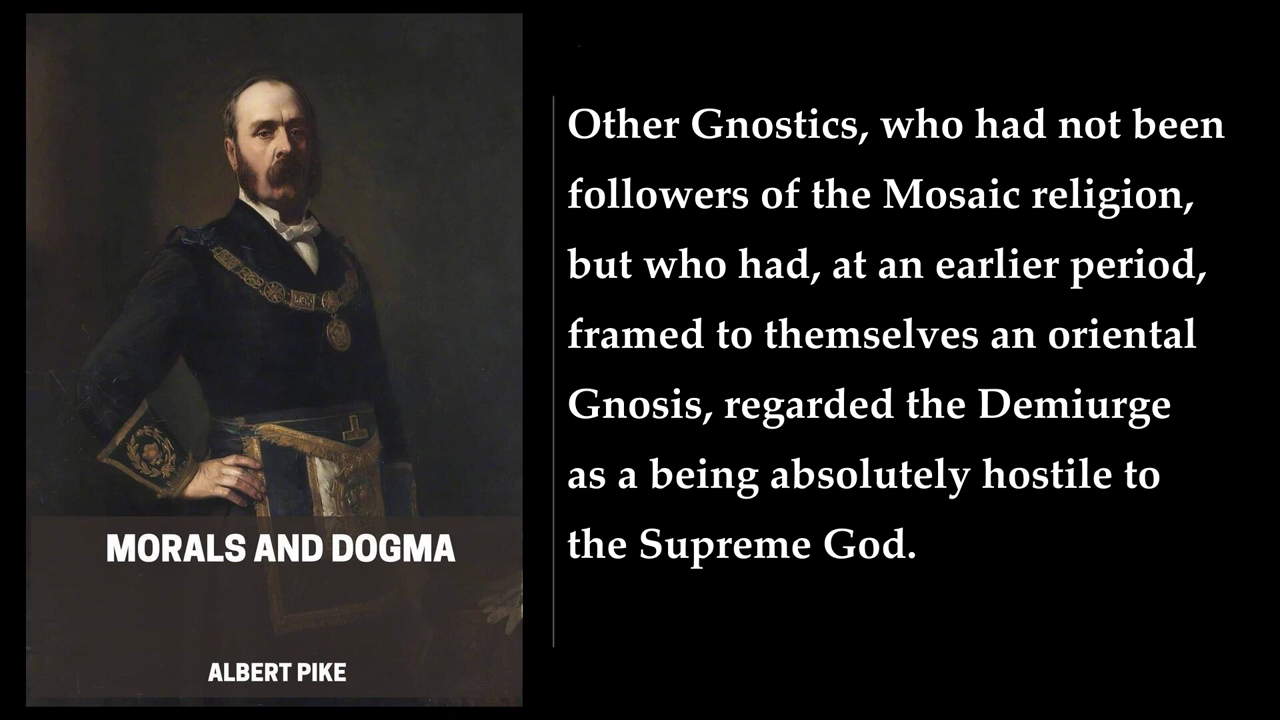 MORALS AND DOGMA
ALBERT PIKE
Other Gnostics, who had not been
followers of the Mosaic religion,
but who had, at an earlier period,
framed to themselves an oriental
Gnosis, regarded the Demiurge
as a being absolutely hostile to
the Supreme God.